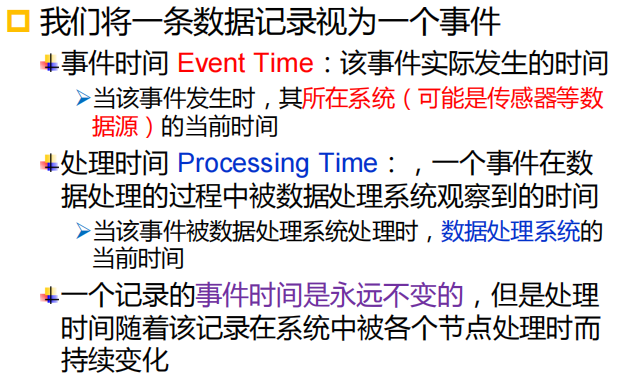 我们将一条数据记录视为一个事件
事件时间 Event Time：该事件实际发生的时间
当该事件发生时，其所在系统（可能是传感器等数
据源）的当前时间
处理时间 Processing Time：，一个事件在数
据处理的过程中被数据处理系统观察到的时间
当该事件被数据处理系统处理时，数据处理系统的
当前时间
一个记录的事件时间是永远不变的，但是处理
时间随着该记录在系统中被各个节点处理时而
持续变化